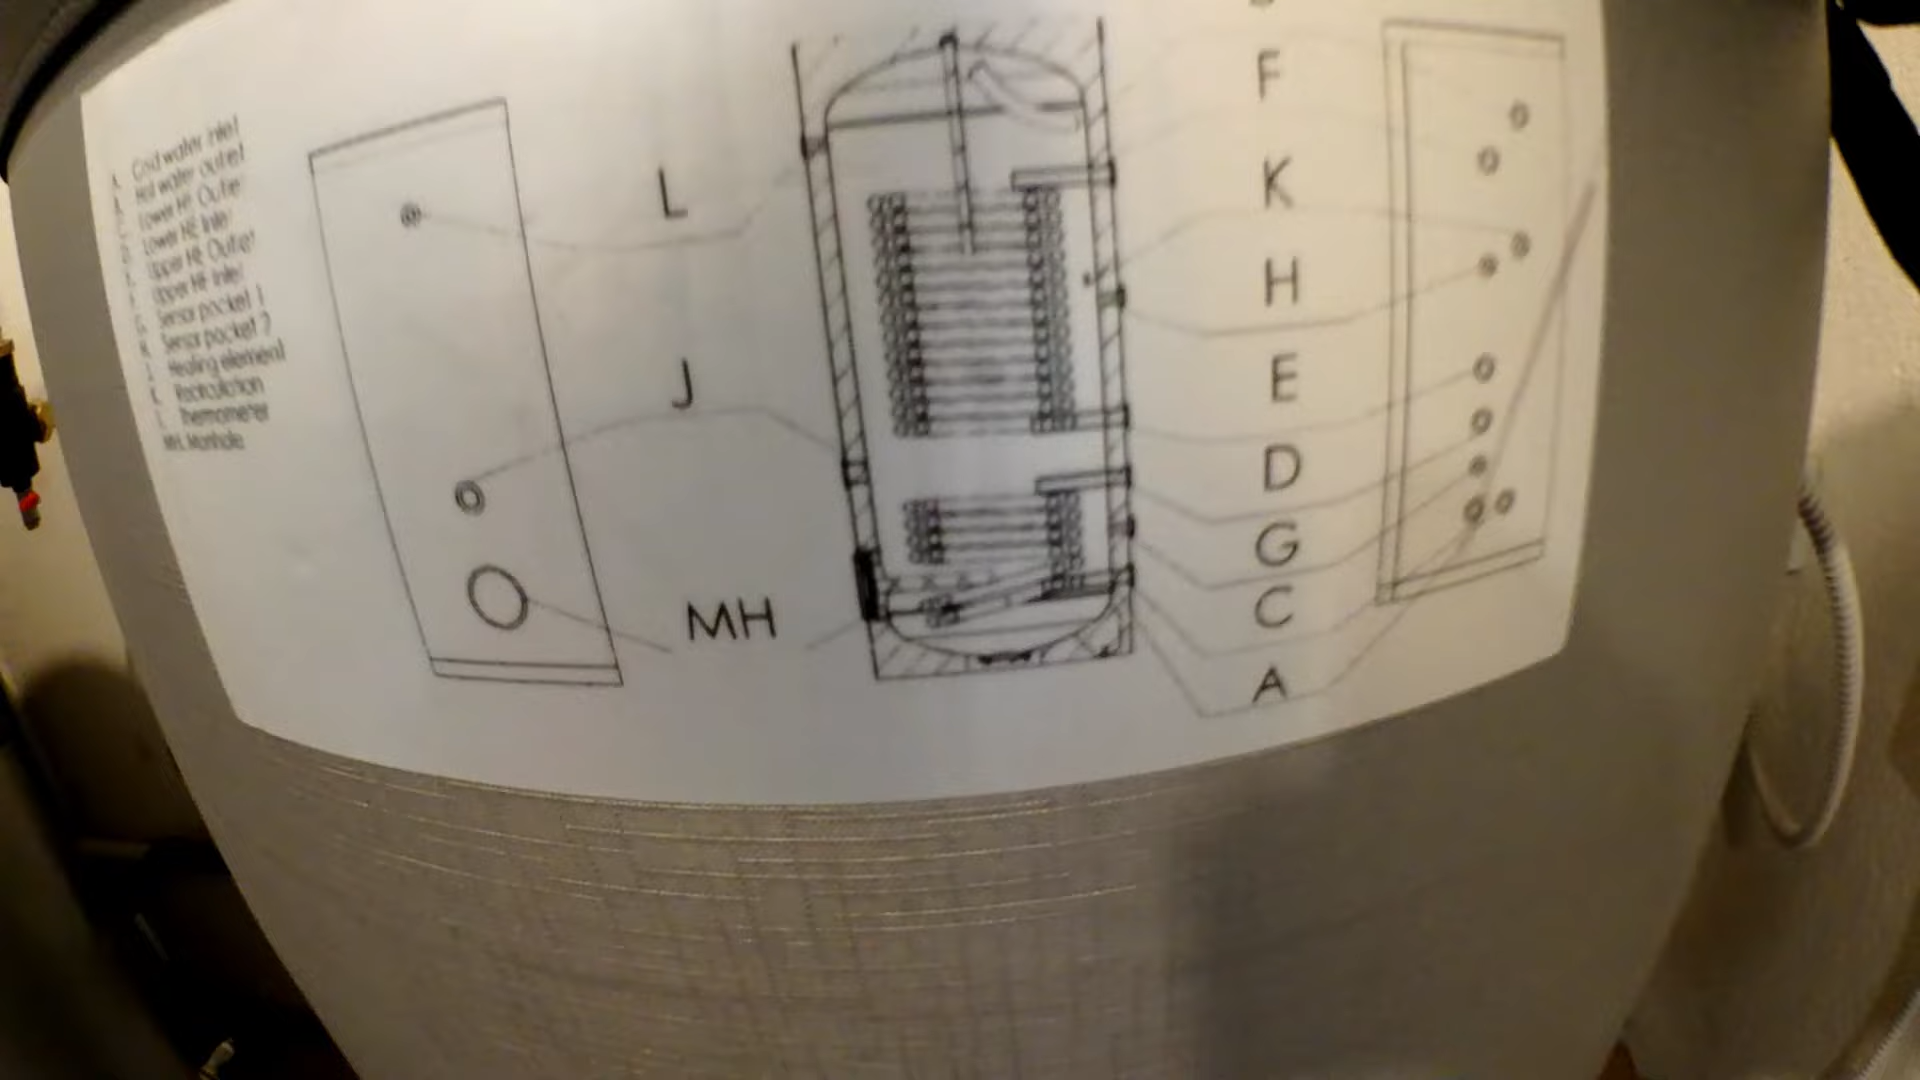 A. Cold water inlet
Hot water outlet
Lower HE Outlet
Lower HE Inlet
Upper HE Outlet
Upper HE Inlet
Sensor pocket 1
Sensor pocket 2
Heating element
Recirculation
L Thermometer
MH. Manhole
L
J
MH
F
K
H
E
D
G
C
A